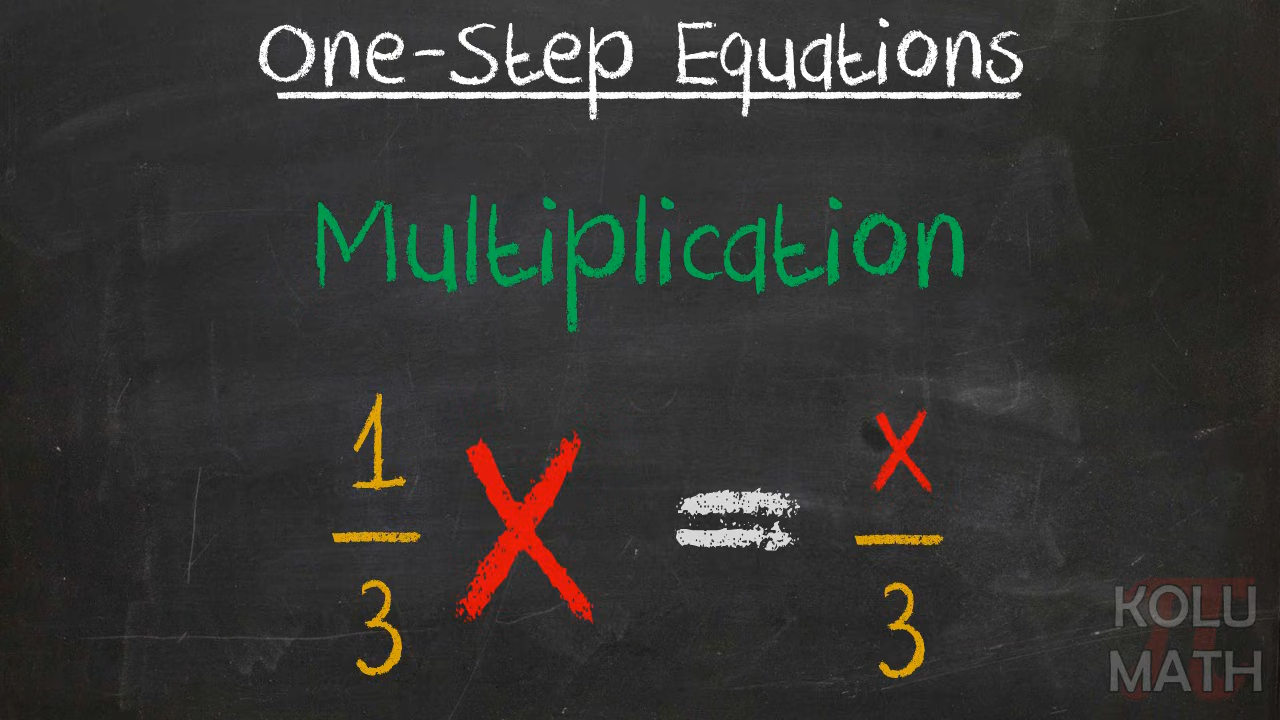 One-Step Equations
Multiplication
1/3 X = x/3
KOLU
MATH